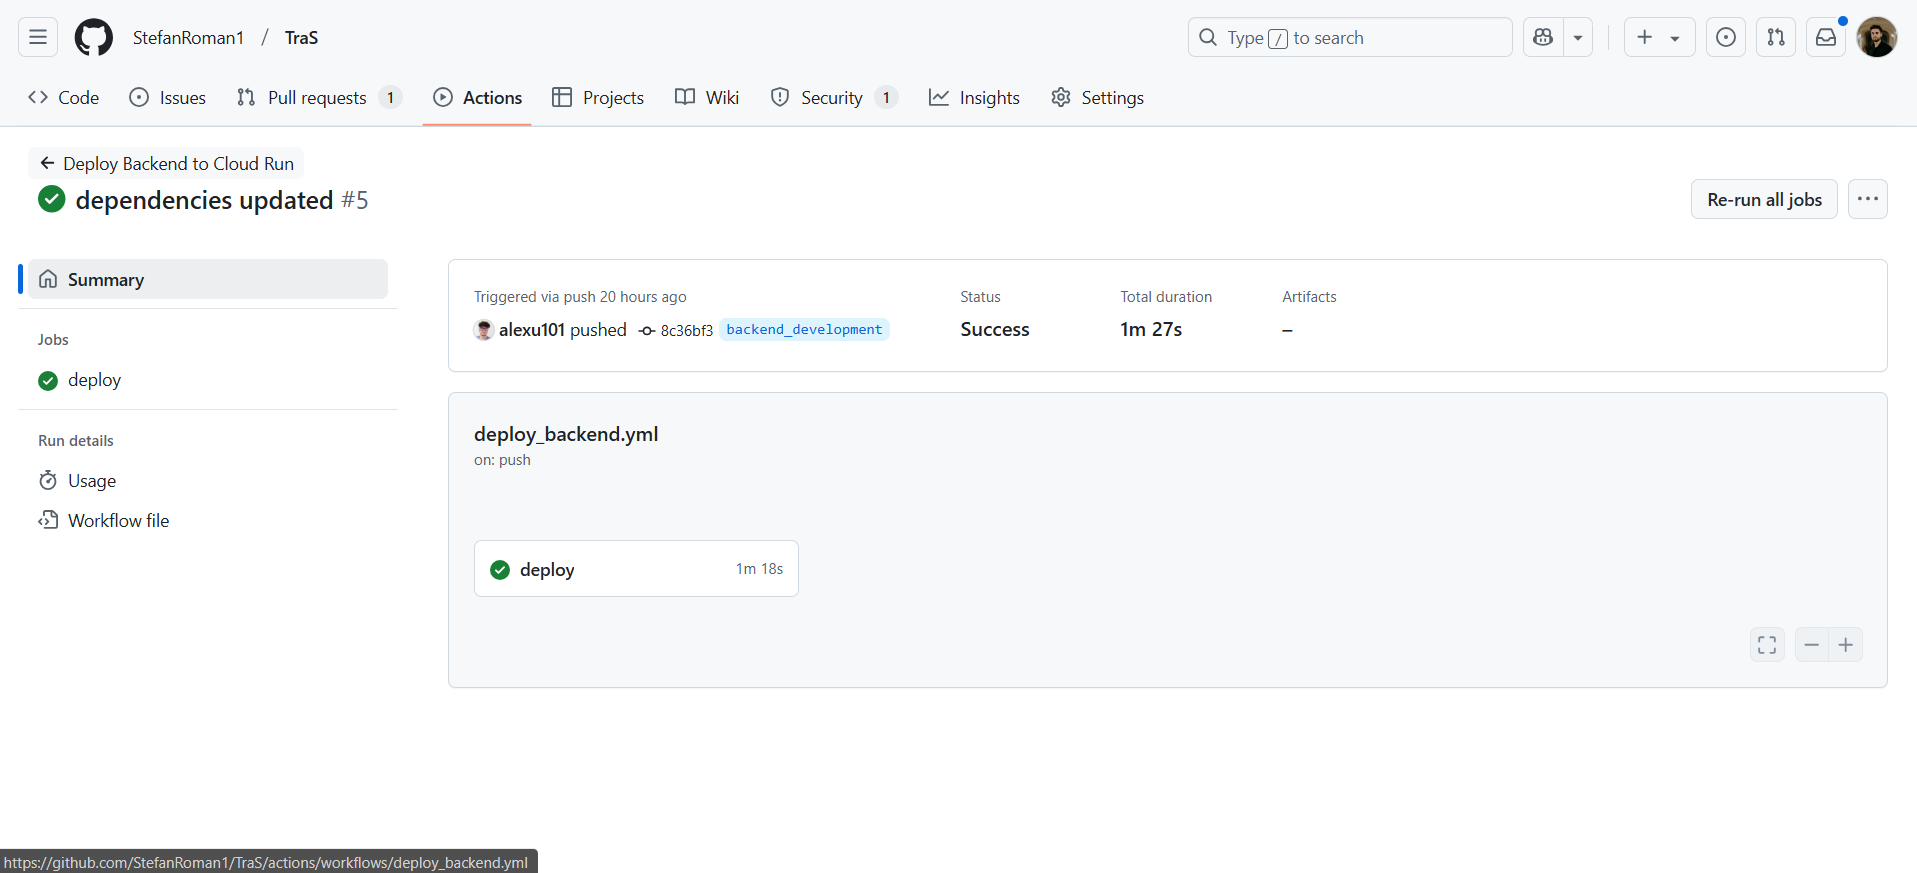 StefanRoman1 / TraS
Type / to search
Code
Issues
Pull requests 1
Actions
Projects
Wiki
Security 1
Insights
Settings
Deploy Backend to Cloud Run
dependencies updated #5
Re-run all jobs
Summary
Jobs
deploy
Run details
Usage
Workflow file
Triggered via push 20 hours ago
alexu101 pushed 8c36bf3 backend_development
Status
Success
Total duration
1m 27s
Artifacts
–
deploy_backend.yml
on: push
deploy 1m 18s
https://github.com/StefanRoman1/TraS/actions/workflows/deploy_backend.yml